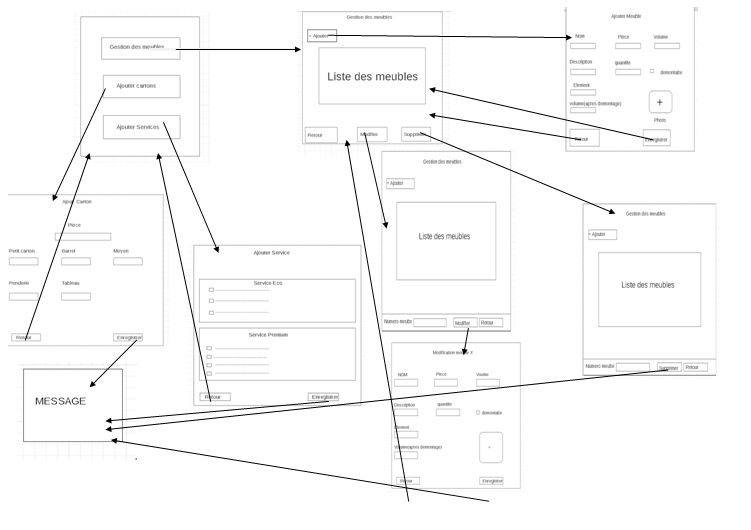 Gestion des meubles
Ajouter cartons
Ajouter Services
Gestion des meubles
+ Ajouter
Liste des meubles
Retour
Modifier
Supprimer
Ajouter Meuble
Nom
Piece
Volume
Description
quantite
demontable
Element
volume(apres demontage)
+
Photo
Retour
Enregistrer
Ajout Carton
Piece
Petit carton
Barrel
Moyen
Penderie
Tableau
Retour
Enregistrer
MESSAGE
Ajouter Service
Service Eco
Service Premium
Retour
Enregistrer
Gestion des meubles
+ Ajouter
Liste des meubles
Numero meuble
Modifier
Retour
Modification meuble X
NOM
Piece
Volume
Description
quantite
demontable
Element
Volume(apres demontage)
+
Retour
Enregistrer
Gestion des meubles
+ Ajouter
Liste des meubles
Numero meuble
Supprimer
Retour